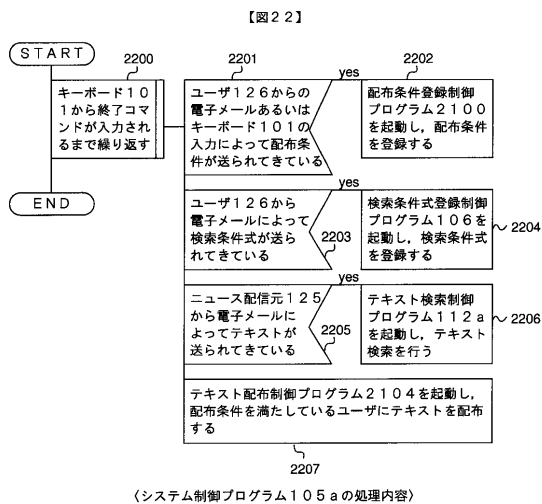 【図２２】
START
2200
キーボード１０
１から終了コマ
ンドが入力され
るまで繰り返す
END
2201
ユーザ１２６からの
電子メールあるいは
キーボード１０１の
入力によって配布条
件が送られてきている
yes
2202
配布条件登録制御
プログラム２１００
を起動し，配布条件
を登録する
ユーザ１２６から
電子メールによって
検索条件式が送ら
れてきている
2203
yes
検索条件式登録制御
プログラム１０６を
起動し，検索条件式
を登録する
2204
ニュース配信元１２５
から電子メールに
よってテキストが
送られてきている
2205
yes
テキスト検索制御
プログラム１１２ａ
を起動し，テキスト
検索を行う
2206
テキスト配布制御プログラム２１０４を起動し，
配布条件を満たしているユーザにテキストを配布
する
2207
〈システム制御プログラム１０５ａの処理内容〉